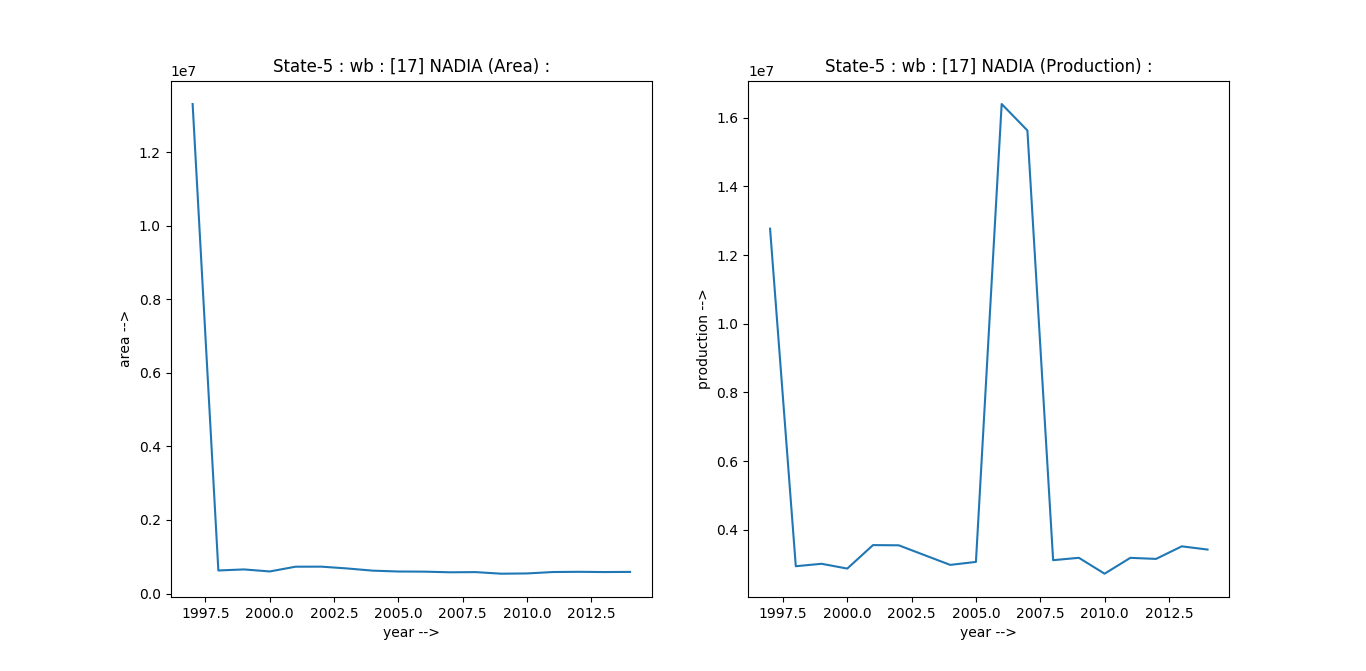 State-5 : wb : [17] NADIA (Area) :
1e7
1.2
1.0
0.8
0.6
0.4
0.2
0.0
area -->
1997.5 2000.0 2002.5 2005.0 2007.5 2010.0 2012.5
year -->
State-5 : wb : [17] NADIA (Production) :
1e7
1.6
1.4
1.2
1.0
0.8
0.6
0.4
production -->
1997.5 2000.0 2002.5 2005.0 2007.5 2010.0 2012.5
year -->